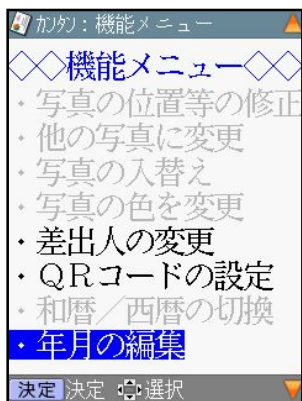 カンタン：機能メニュー
◇◇機能メニュー◇◇
・写真の位置等の修正
・他の写真に変更
・写真の入替え
・写真の色を変更
・差出人の変更
・ＱＲコードの設定
・和暦／西暦の切換
・年月の編集
決定 決定 選択